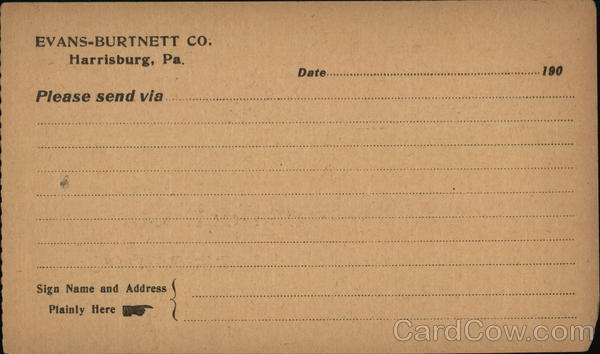 EVANS-BURTNETT CO.
Harrisburg, Pa.
Date 190
Please send via
Sign Name and Address
Plainly Here
CardCow.com